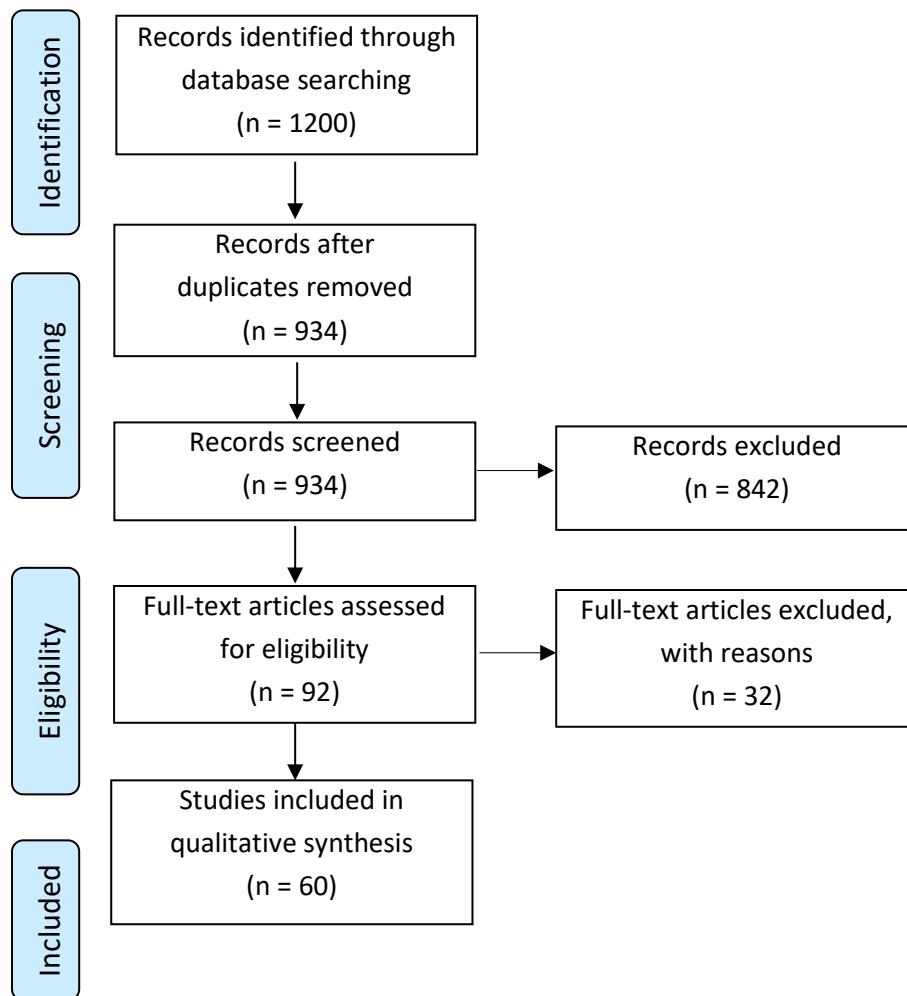 Identification
Records identified through
database searching
(n = 1200)
Records after
duplicates removed
(n = 934)
Screening
Records screened
(n = 934)
Records excluded
(n = 842)
Eligibility
Full-text articles assessed
for eligibility
(n = 92)
Full-text articles excluded,
with reasons
(n = 32)
Included
Studies included in
qualitative synthesis
(n = 60)